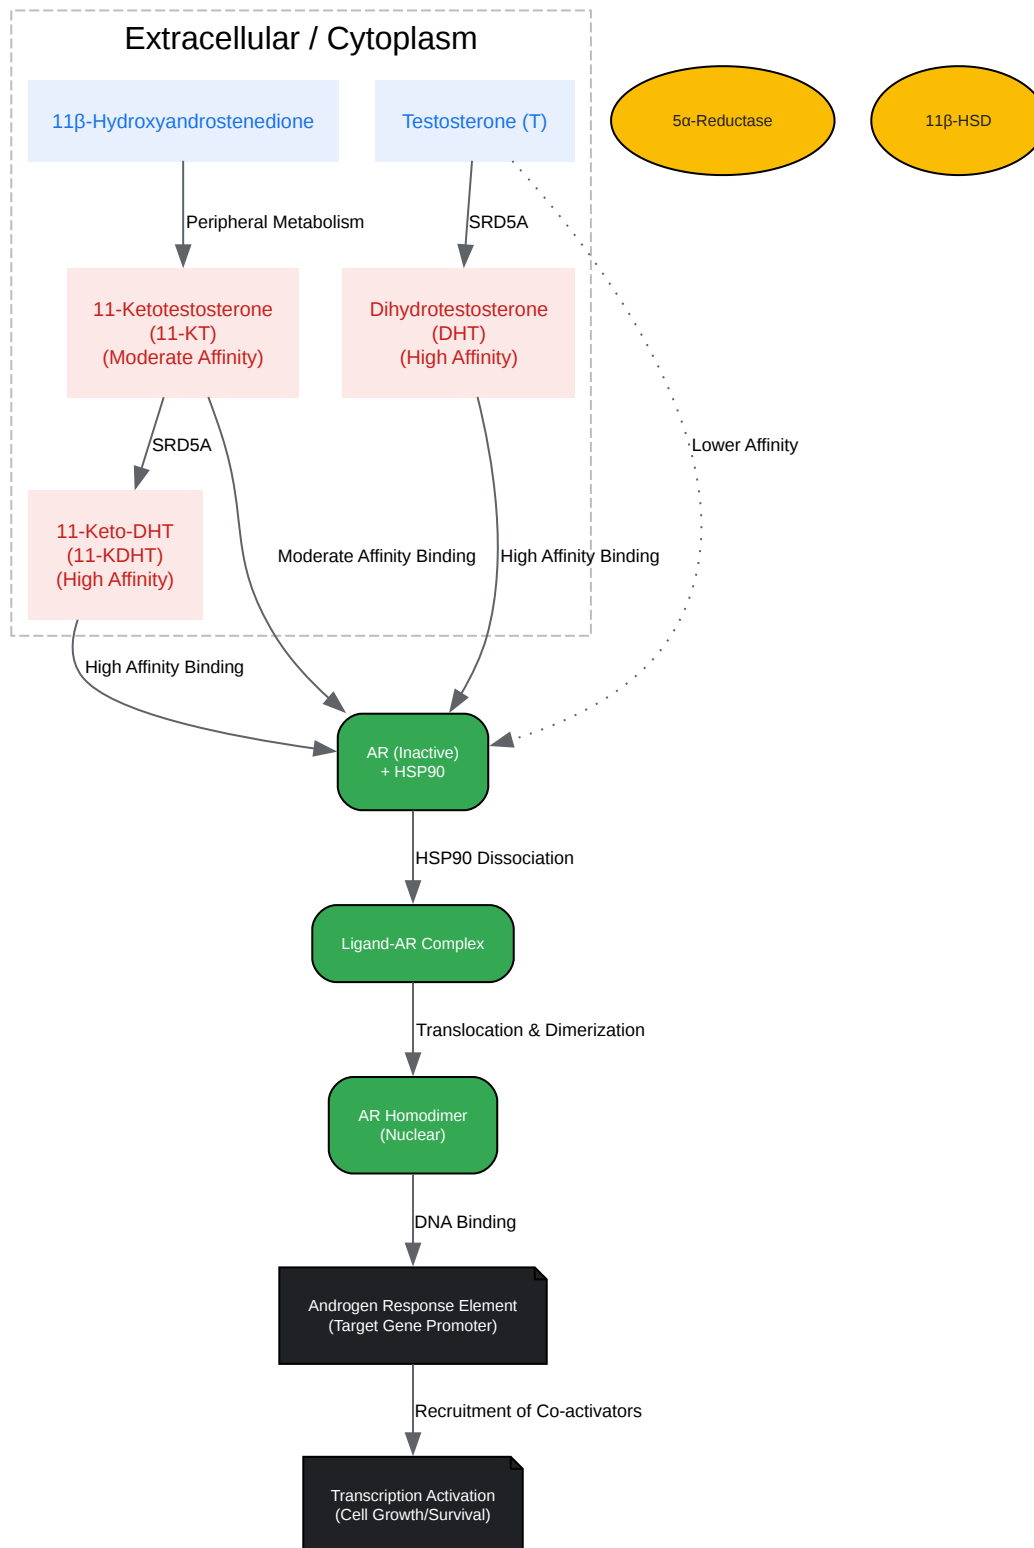 Extracellular / Cytoplasm
11β-Hydroxyandrostenedione
Testosterone (T)
5α-Reductase
11β-HSD
Peripheral Metabolism
SRD5A
11-Ketotestosterone
(11-KT)
(Moderate Affinity)
Dihydrotestosterone
(DHT)
(High Affinity)
SRD5A
Lower Affinity
11-Keto-DHT
(11-KDHT)
(High Affinity)
Moderate Affinity Binding
High Affinity Binding
High Affinity Binding
AR (Inactive)
+ HSP90
HSP90 Dissociation
Ligand-AR Complex
Translocation & Dimerization
AR Homodimer
(Nuclear)
DNA Binding
Androgen Response Element
(Target Gene Promoter)
Recruitment of Co-activators
Transcription Activation
(Cell Growth/Survival)